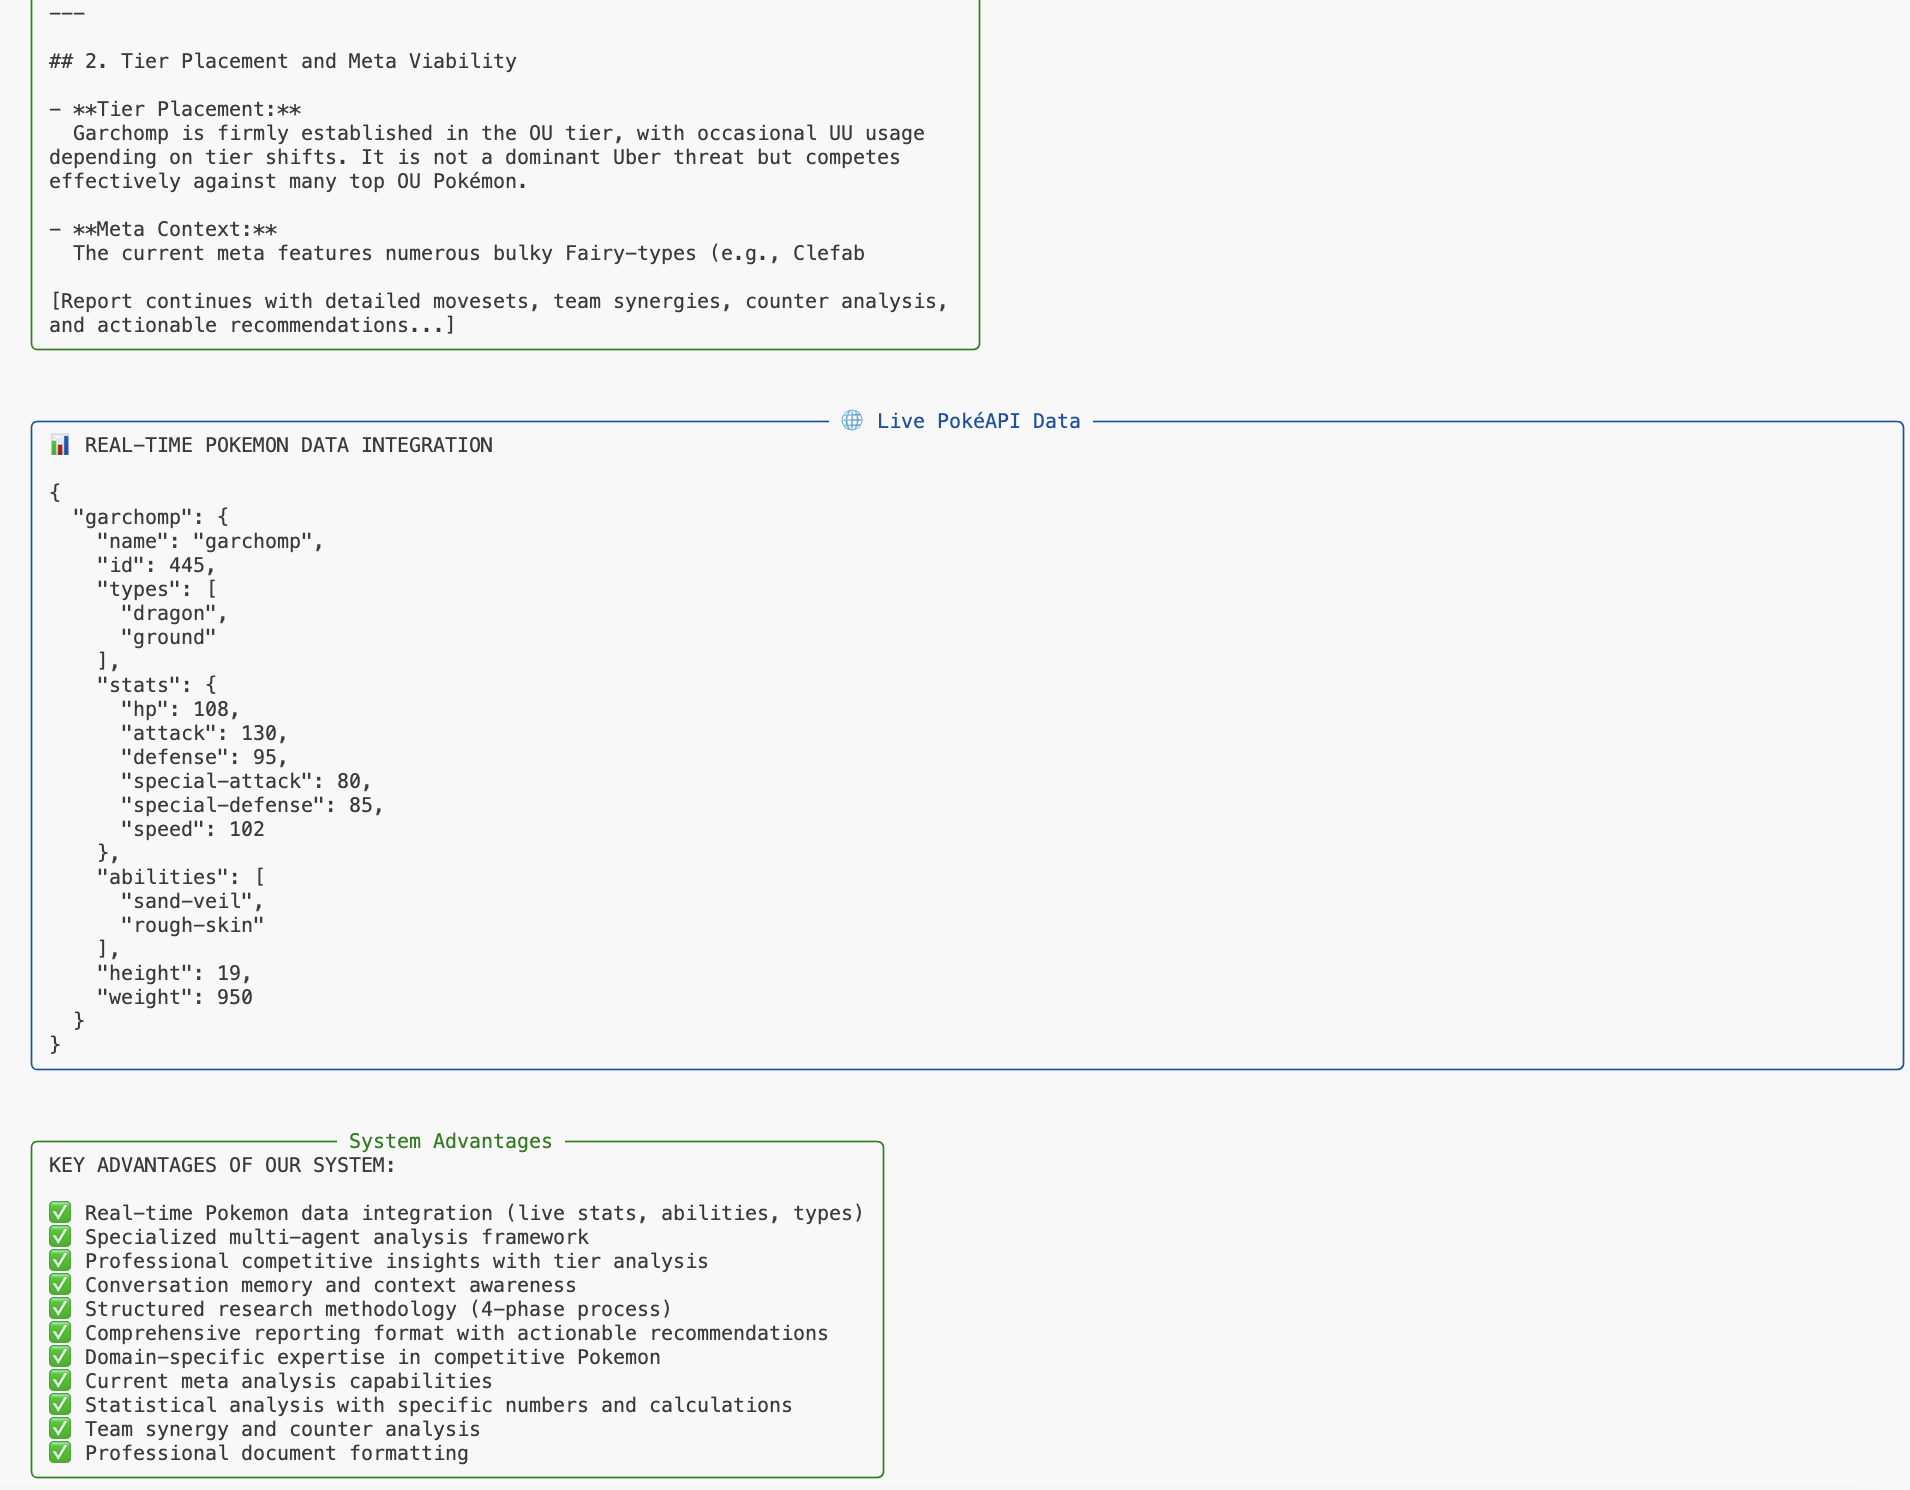 ---
## 2. Tier Placement and Meta Viability
- **Tier Placement:**
Garchomp is firmly established in the OU tier, with occasional UU usage
depending on tier shifts. It is not a dominant Uber threat but competes
effectively against many top OU Pokémon.
- **Meta Context:**
The current meta features numerous bulky Fairy-types (e.g., Clefab
[Report continues with detailed movesets, team synergies, counter analysis,
and actionable recommendations...]
🌐 Live PokéAPI Data
📊 REAL-TIME POKEMON DATA INTEGRATION
{
"garchomp": {
"name": "garchomp",
"id": 445,
"types": [
"dragon",
"ground"
],
"stats": {
"hp": 108,
"attack": 130,
"defense": 95,
"special-attack": 80,
"special-defense": 85,
"speed": 102
},
"abilities": [
"sand-veil",
"rough-skin"
],
"height": 19,
"weight": 950
}
}
System Advantages
KEY ADVANTAGES OF OUR SYSTEM:
✅ Real-time Pokemon data integration (live stats, abilities, types)
✅ Specialized multi-agent analysis framework
✅ Professional competitive insights with tier analysis
✅ Conversation memory and context awareness
✅ Structured research methodology (4-phase process)
✅ Comprehensive reporting format with actionable recommendations
✅ Domain-specific expertise in competitive Pokemon
✅ Current meta analysis capabilities
✅ Statistical analysis with specific numbers and calculations
✅ Team synergy and counter analysis
✅ Professional document formatting